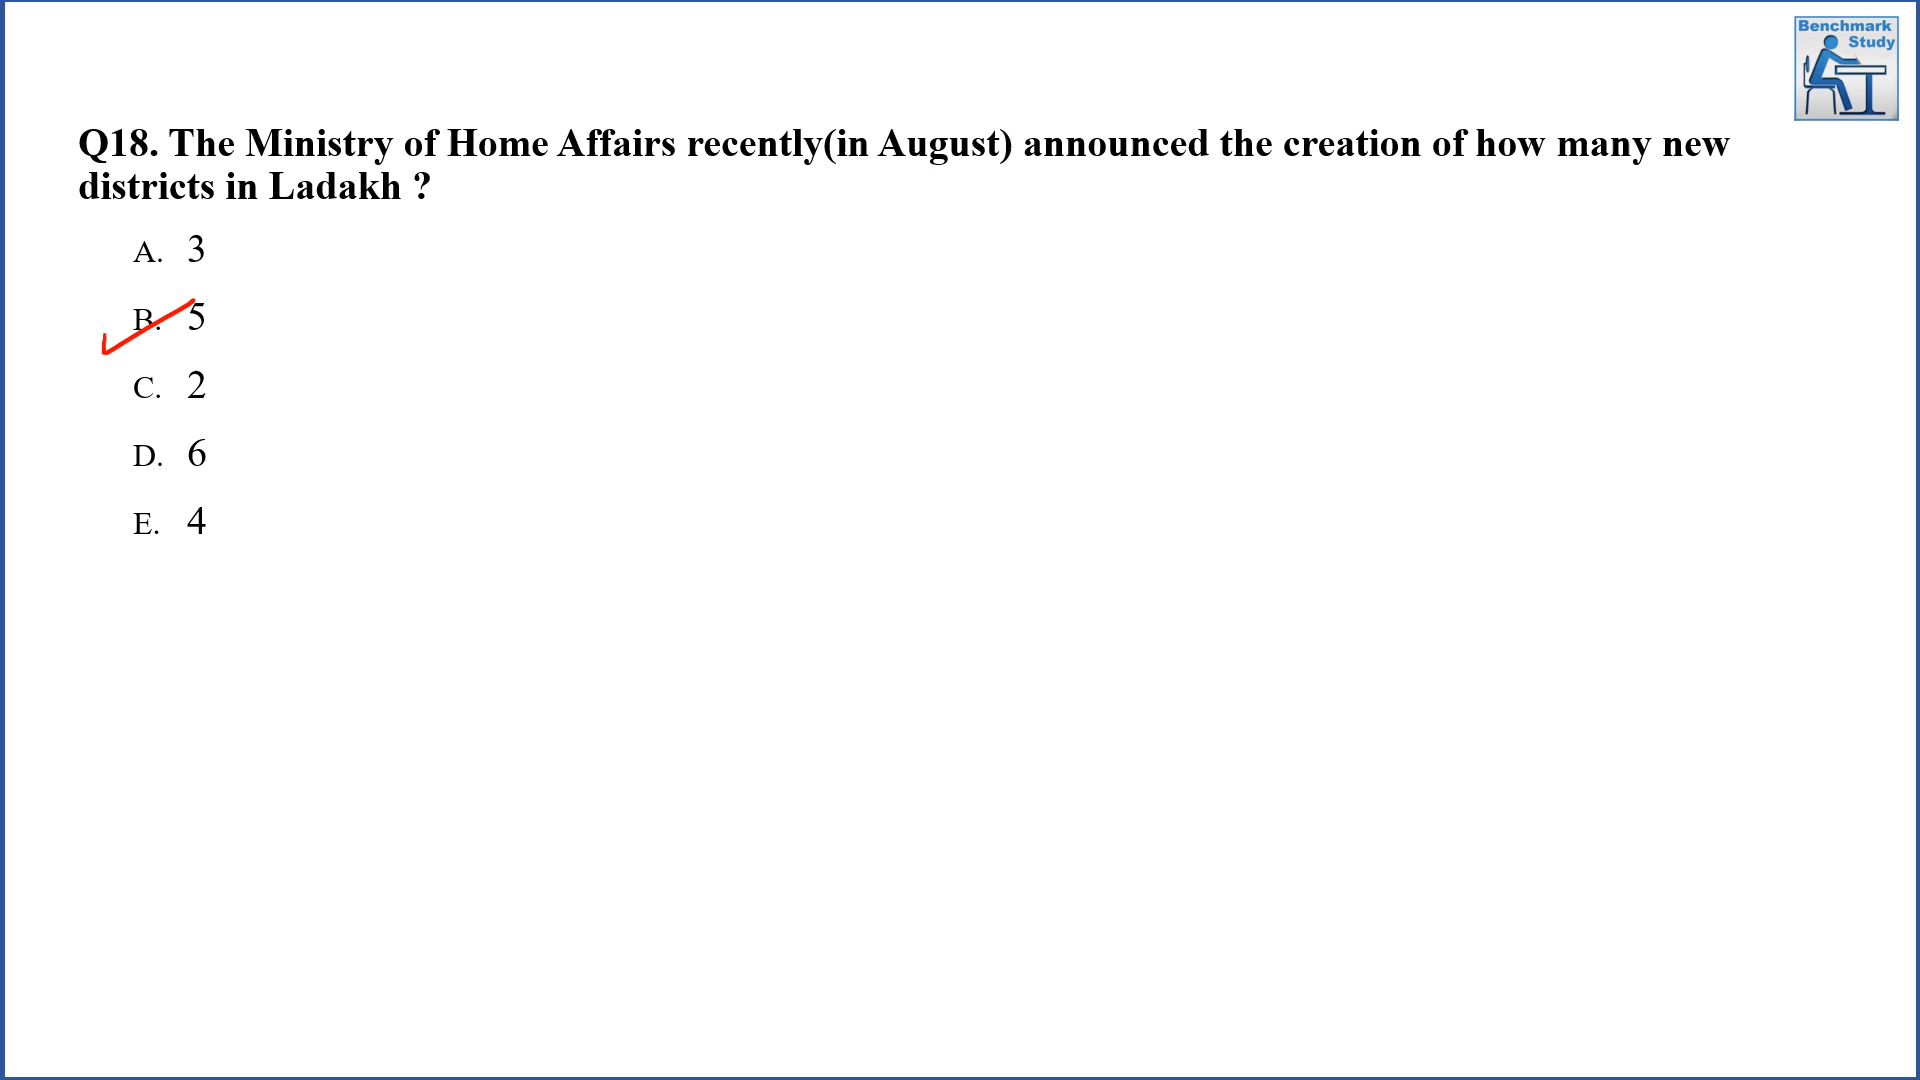 Benchmark
Study
Q18. The Ministry of Home Affairs recently(in August) announced the creation of how many new
districts in Ladakh ?
A. 3
B. 5
C. 2
D. 6
E. 4